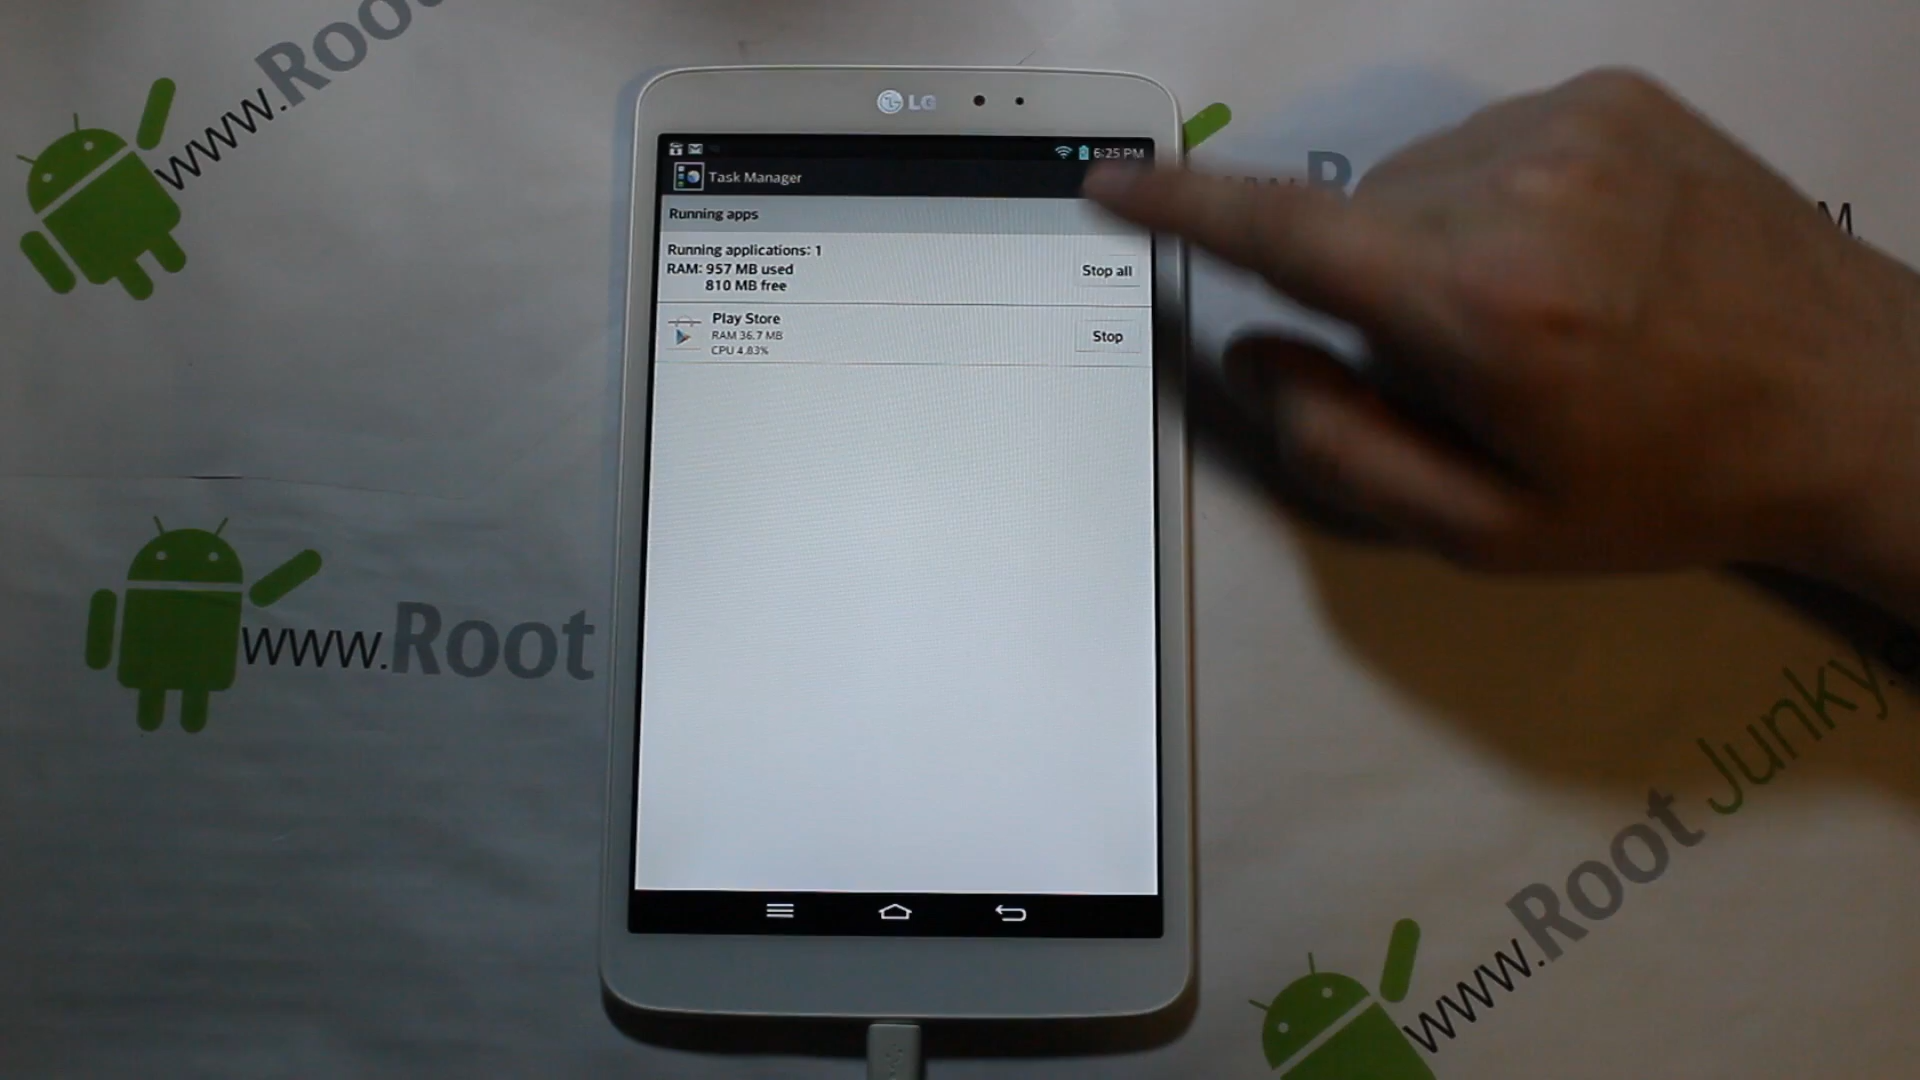 www.Root
LG
6:25 PM
Task Manager
Running apps
Running applications: 1
RAM: 957 MB used
810 MB free
Stop all
Play Store
RAM 36.7 MB
CPU 4.83%
Stop
www.Root
www.Root Junky.